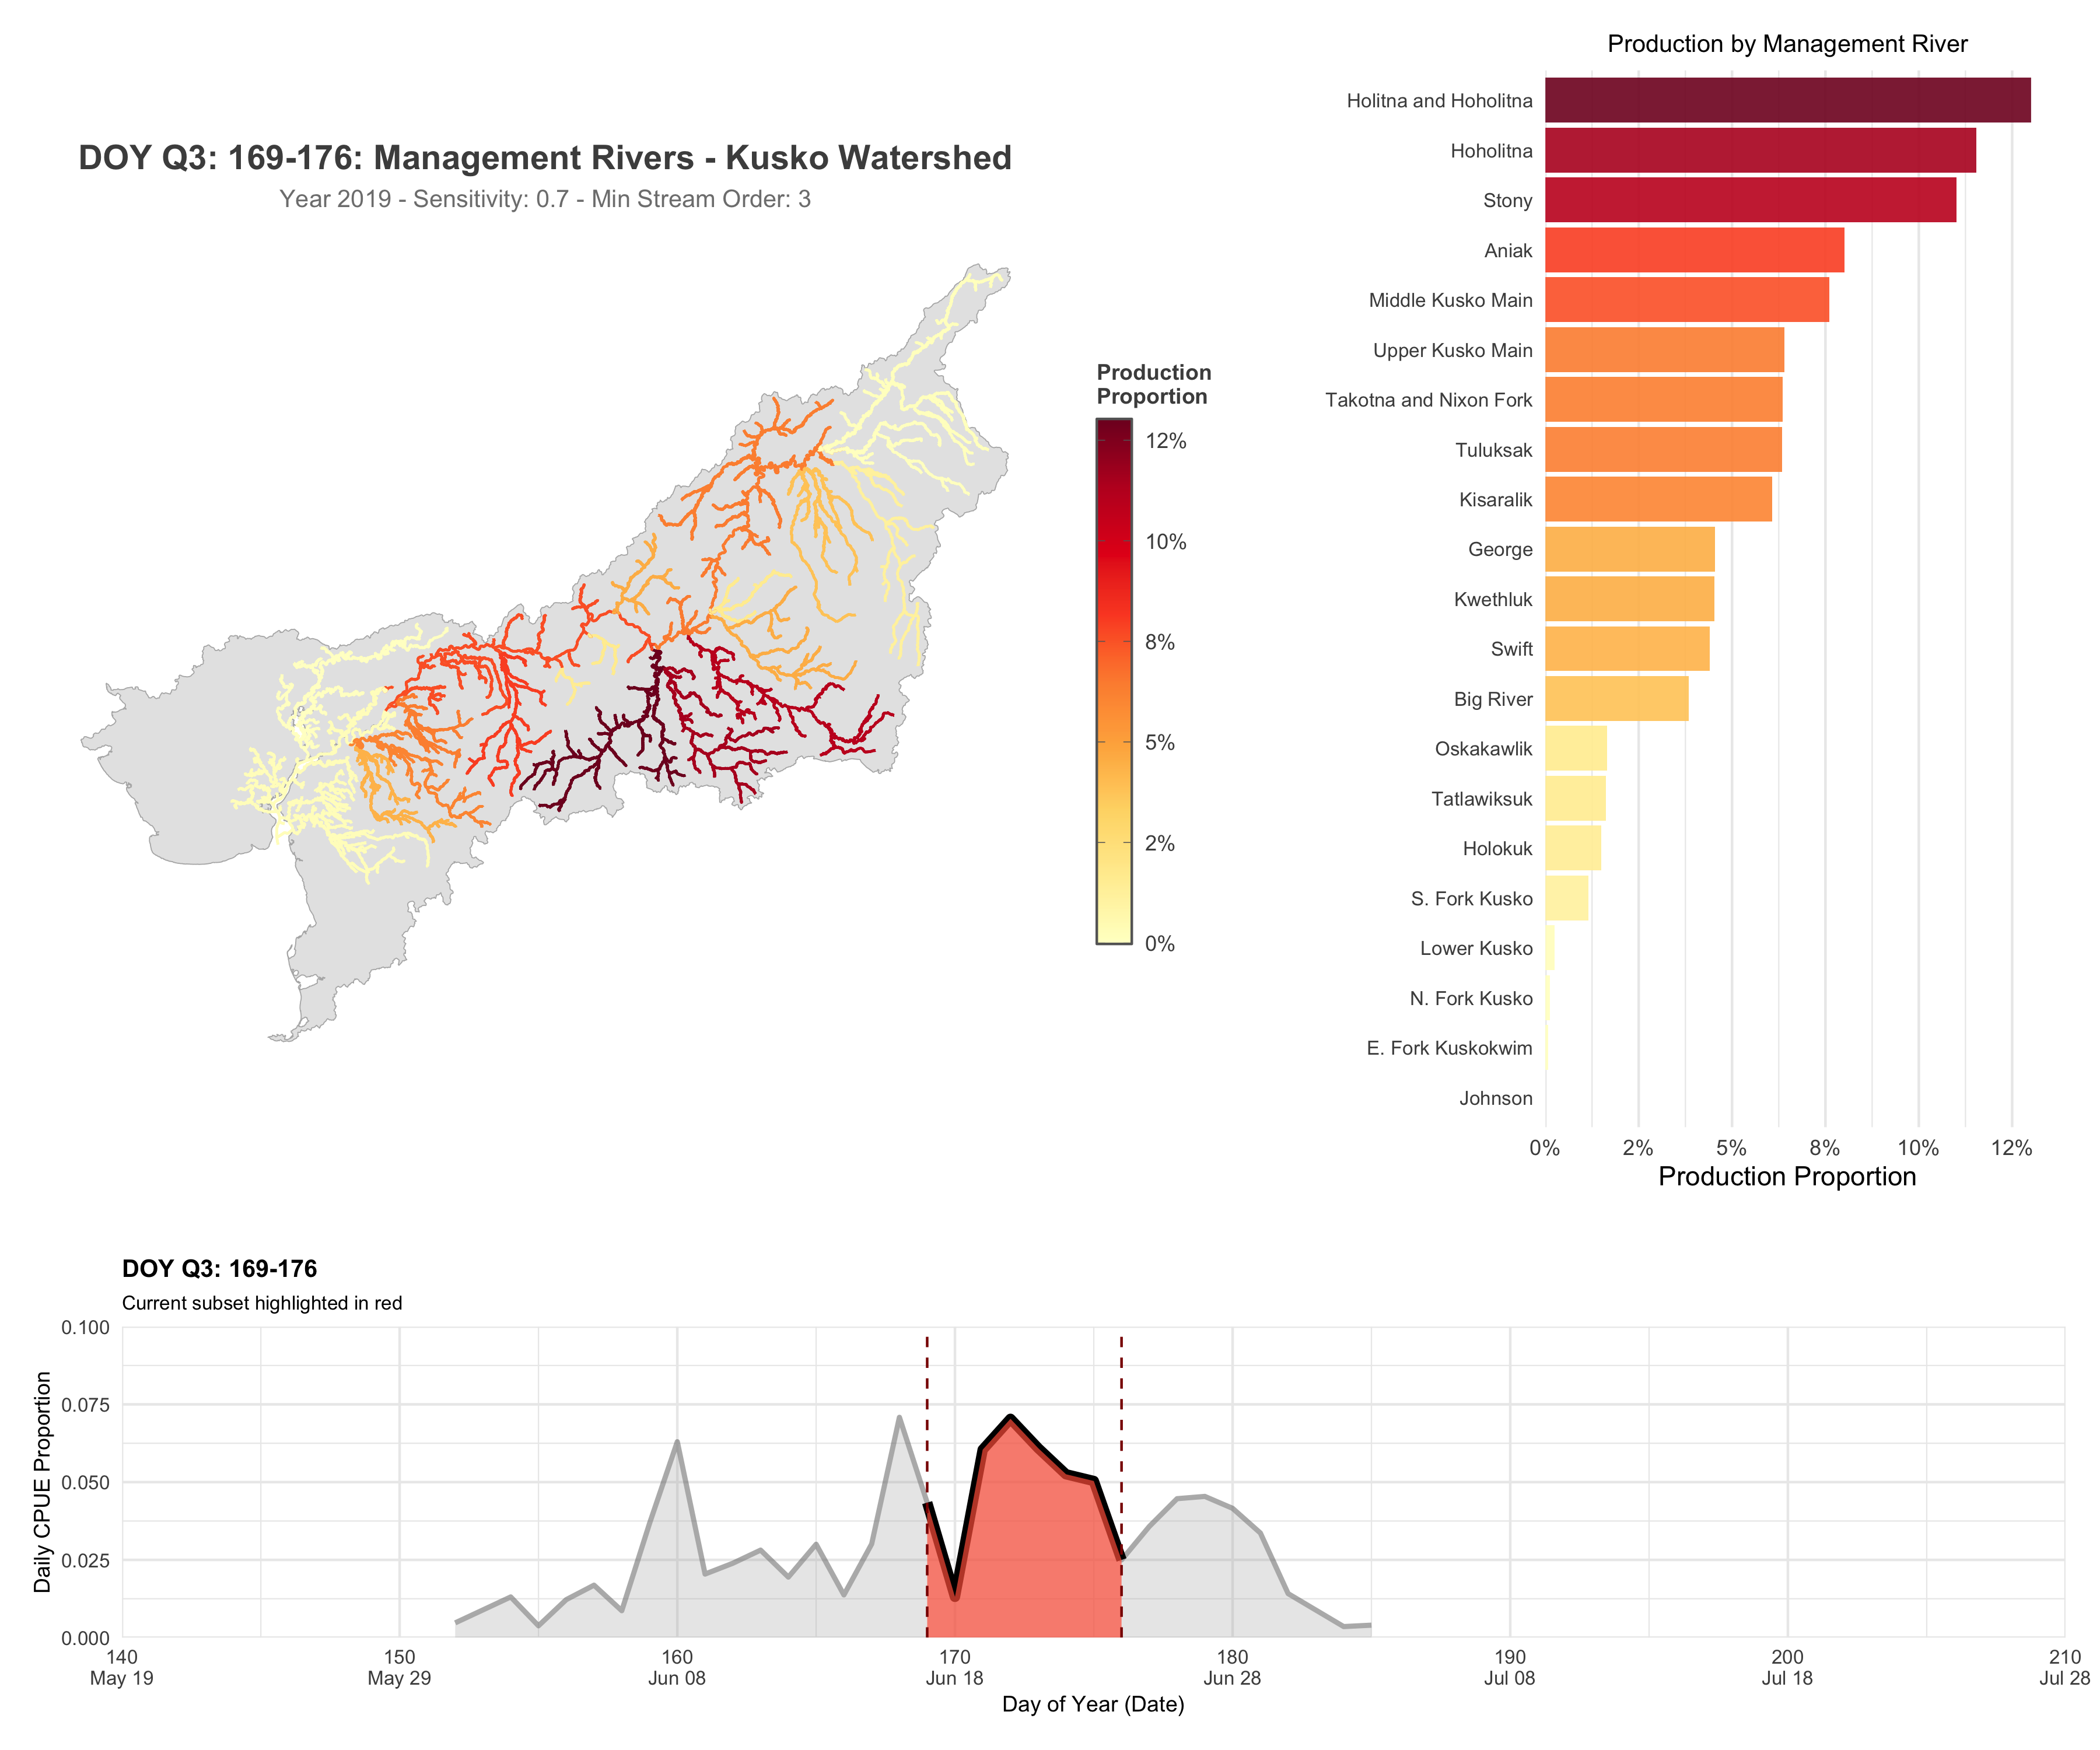 DOY Q3: 169-176: Management Rivers - Kusko Watershed
Year 2019 - Sensitivity: 0.7 - Min Stream Order: 3
Production
Proportion
12%
10%
8%
5%
2%
0%
Production by Management River
Holitna and Hoholitna
Hoholitna
Stony
Aniak
Middle Kusko Main
Upper Kusko Main
Takotna and Nixon Fork
Tuluksak
Kisaralik
George
Kwethluk
Swift
Big River
Oskakawlik
Tatlawiksuk
Holokuk
S. Fork Kusko
Lower Kusko
N. Fork Kusko
E. Fork Kuskokwim
Johnson
0% 2% 5% 8% 10% 12%
Production Proportion
DOY Q3: 169-176
Current subset highlighted in red
Daily CPUE Proportion
0.100
0.075
0.050
0.025
0.000
140 150 160 170 180 190 200 210
May 19 May 29 Jun 08 Jun 18 Jun 28 Jul 08 Jul 18 Jul 28
Day of Year (Date)